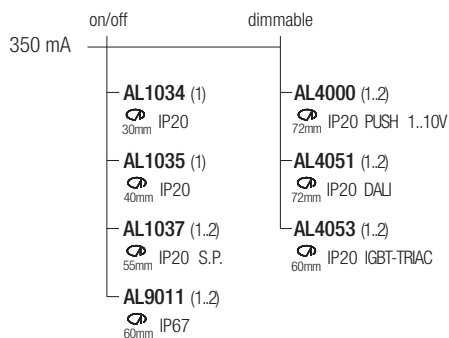 on/off
dimmable
350 mA
AL1034 (1)
30mm IP20
AL1035 (1)
40mm IP20
AL1037 (1..2)
55mm IP20 S.P.
AL9011 (1..2)
60mm IP67
AL4000 (1..2)
72mm IP20 PUSH 1..10V
AL4051 (1..2)
72mm IP20 DALI
AL4053 (1..2)
60mm IP20 IGBT-TRIAC